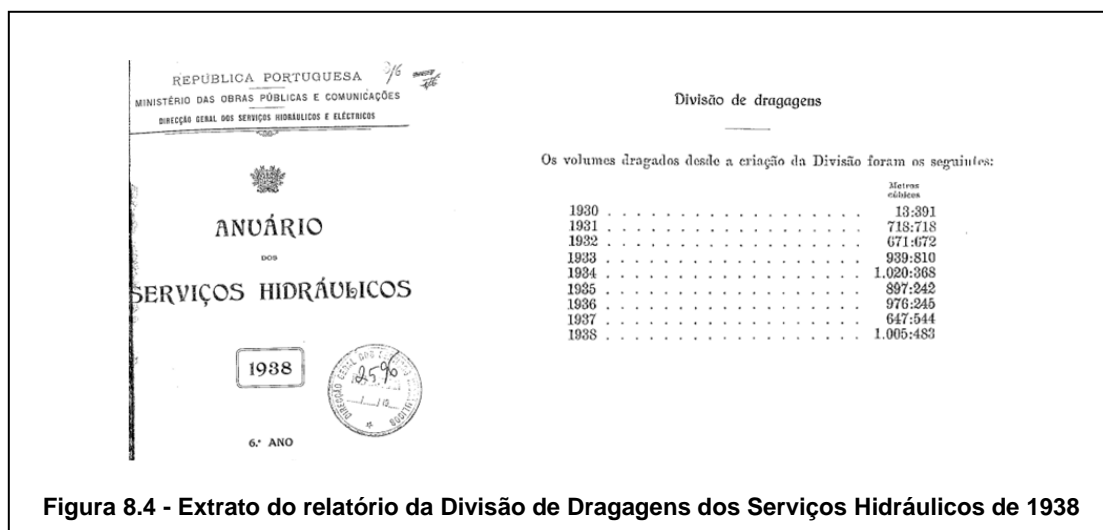 REPÚBLICA PORTUGUESA
MINISTÉRIO DAS OBRAS PÚBLICAS E COMUNICAÇÕES
DIRECÇÃO GERAL DOS SERVIÇOS HIDRÁULICOS E ELÉCTRICOS
ANUÁRIO
DOS
SERVIÇOS HIDRÁULICOS
1938
6.º ANO
Divisão de dragagens
Os volumes dragados desde a criação da Divisão foram os seguintes:
Metros
cúbicos
1930 . . . . . . . . . . . . . . . . . . 13:391
1931 . . . . . . . . . . . . . . . . . . 718:718
1932 . . . . . . . . . . . . . . . . . . 671:672
1933 . . . . . . . . . . . . . . . . . . 939:810
1934 . . . . . . . . . . . . . . . . . . 1.020:368
1935 . . . . . . . . . . . . . . . . . . 897:242
1936 . . . . . . . . . . . . . . . . . . 976:245
1937 . . . . . . . . . . . . . . . . . . 647:544
1938 . . . . . . . . . . . . . . . . . . 1.005:483
Figura 8.4 - Extrato do relatório da Divisão de Dragagens dos Serviços Hidráulicos de 1938